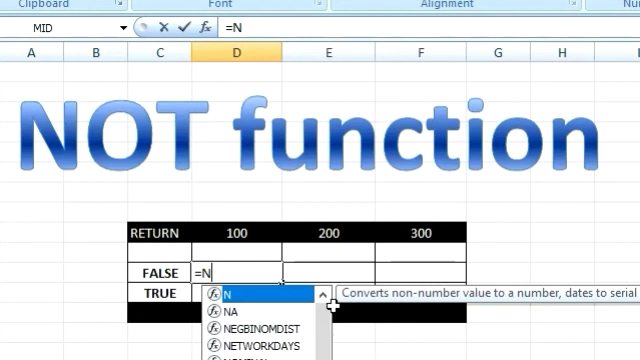 Clipboard Font Alignment
MID =N
A B C D E F G H
NOT function
RETURN 100 200 300
FALSE =N
TRUE
N Converts non-number value to a number, dates to serial
NA
NEGBINOMDIST
NETWORKDAYS